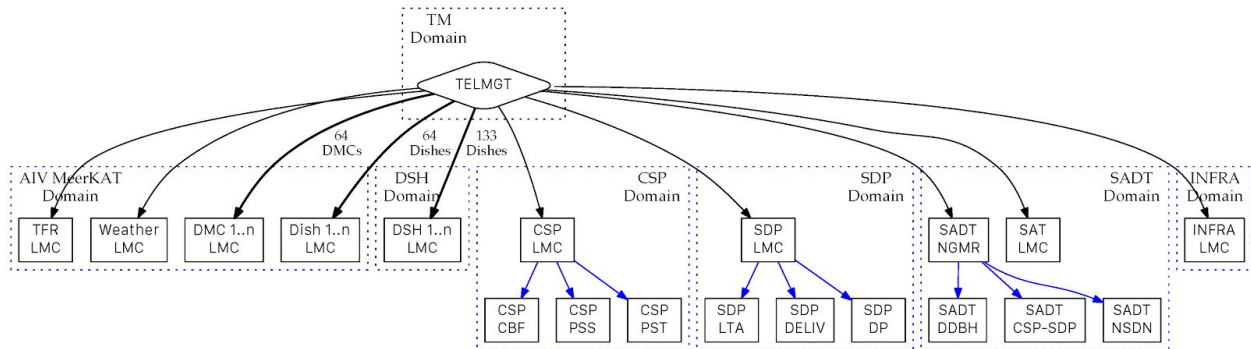 TM
Domain
TELMGT
64
DMCs
64
Dishes
133
Dishes
AIV MeerKAT
Domain
DSH
Domain
CSP
Domain
SDP
Domain
SADT
Domain
INFRA
Domain
TFR
LMC
Weather
LMC
DMC 1..n
LMC
Dish 1..n
LMC
DSH 1..n
LMC
CSP
LMC
SDP
LMC
SADT
NGMR
SAT
LMC
INFRA
LMC
CSP
CBF
CSP
PSS
CSP
PST
SDP
LTA
SDP
DELIV
SDP
DP
SADT
DDBH
SADT
CSP-SDP
SADT
NSDN